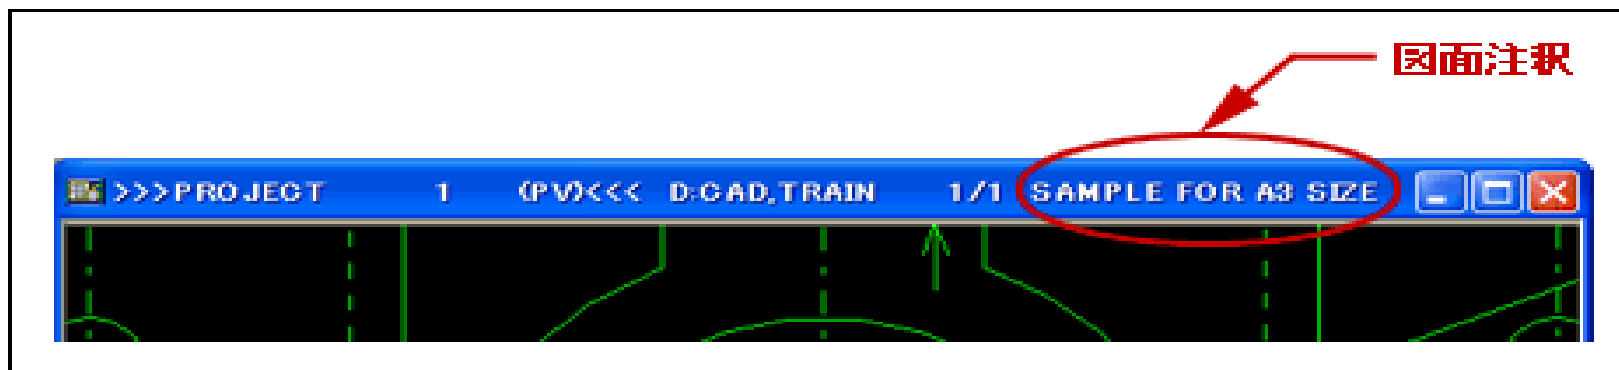 図面注釈
>>>PROJECT 1 (PV)<<< D:CAD,TRAIN 1/1 SAMPLE FOR A3 SIZE